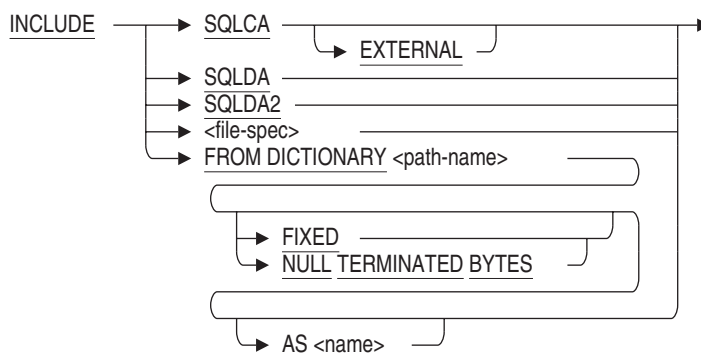 INCLUDE SQLCA
EXTERNAL
SQLDA
SQLDA2
<file-spec>
FROM DICTIONARY <path-name>
FIXED
NULL TERMINATED BYTES
AS <name>